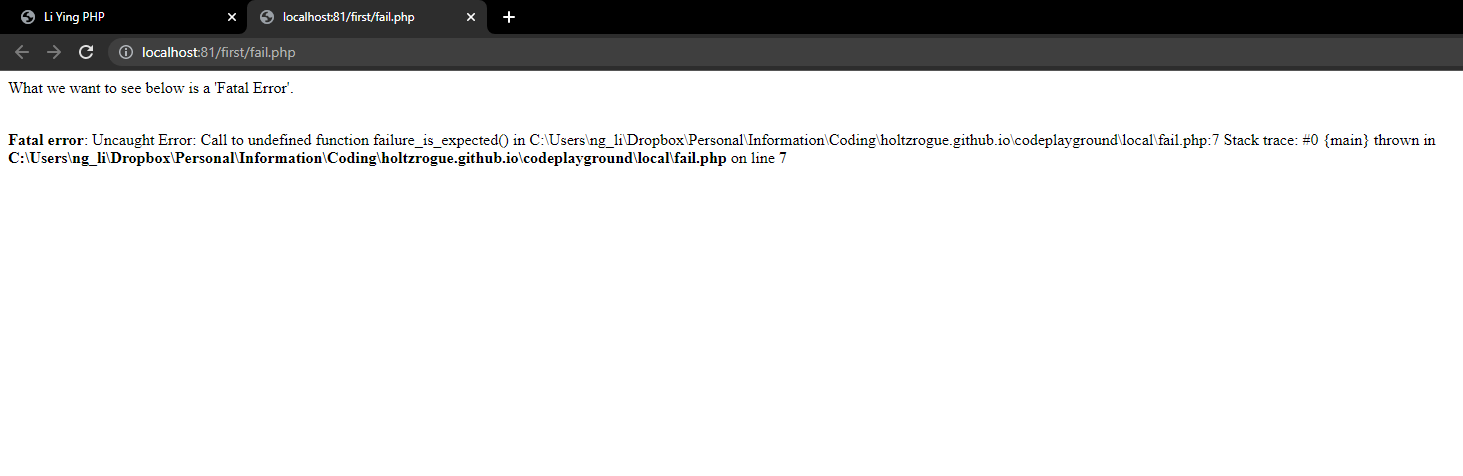 Li Ying PHP
localhost:81/first/fail.php
localhost:81/first/fail.php
What we want to see below is a 'Fatal Error'.
Fatal error: Uncaught Error: Call to undefined function failure_is_expected() in C:\Users\ng_li\Dropbox\Personal\Information\Coding\holtzrogue.github.io\codeplayground\local\fail.php:7 Stack trace: #0 {main} thrown in
C:\Users\ng_li\Dropbox\Personal\Information\Coding\holtzrogue.github.io\codeplayground\local\fail.php on line 7